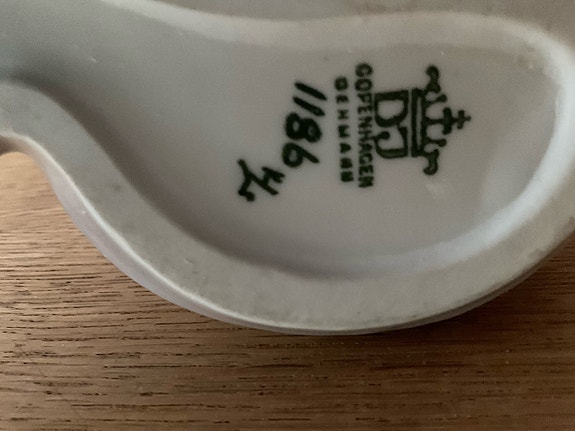 DJ
COPENHAGEN
DENMARK
1186